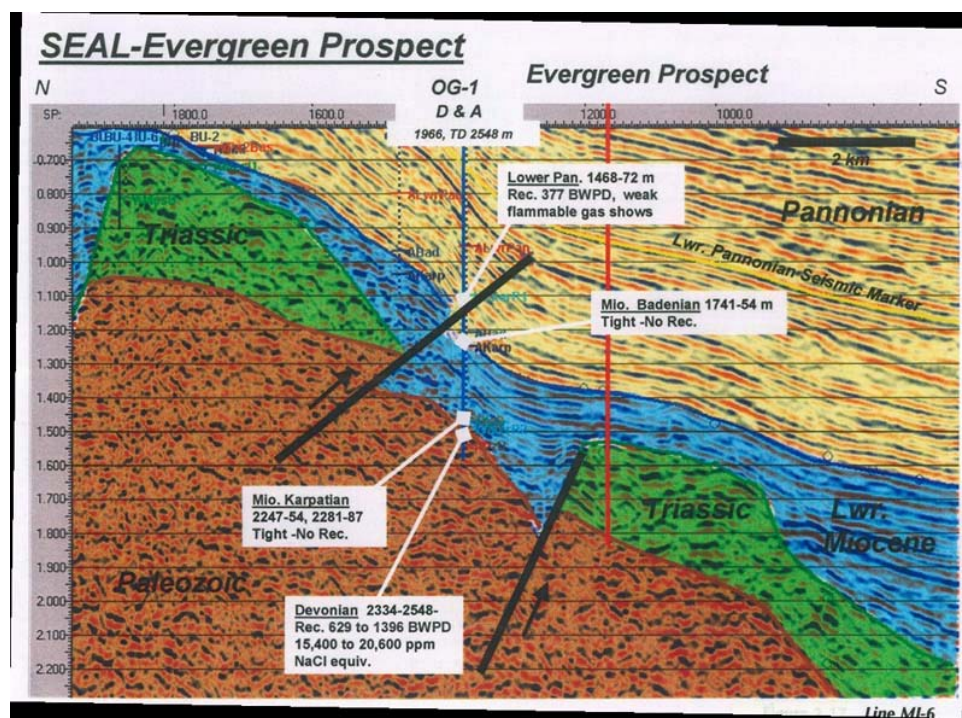 SEAL-Evergreen Prospect
N
OG-1
D & A
1966, TD 2548 m
Evergreen Prospect
S
SP:
1800.0
1600.0
1200.0
1000.0
2 km
BU-2
0.700
0.800
0.900
1.000
1.100
1.200
1.300
1.400
1.500
1.600
1.700
1.800
1.900
2.000
2.100
2.200
Lower Pan. 1468-72 m
Rec. 377 BWPD, weak
flammable gas shows
Pannonian
Triassic
Lwr. Pannonian Seismic Marker
ABad
AKarp
Mio. Badenian 1741-54 m
Tight -No Rec.
AKarp
Mio. Karpatian
2247-54, 2281-87
Tight -No Rec.
Triassic
Lwr.
Miocene
Paleozoic
Devonian 2334-2548-
Rec. 629 to 1396 BWPD
15,400 to 20,600 ppm
NaCl equiv.
Line MI-6